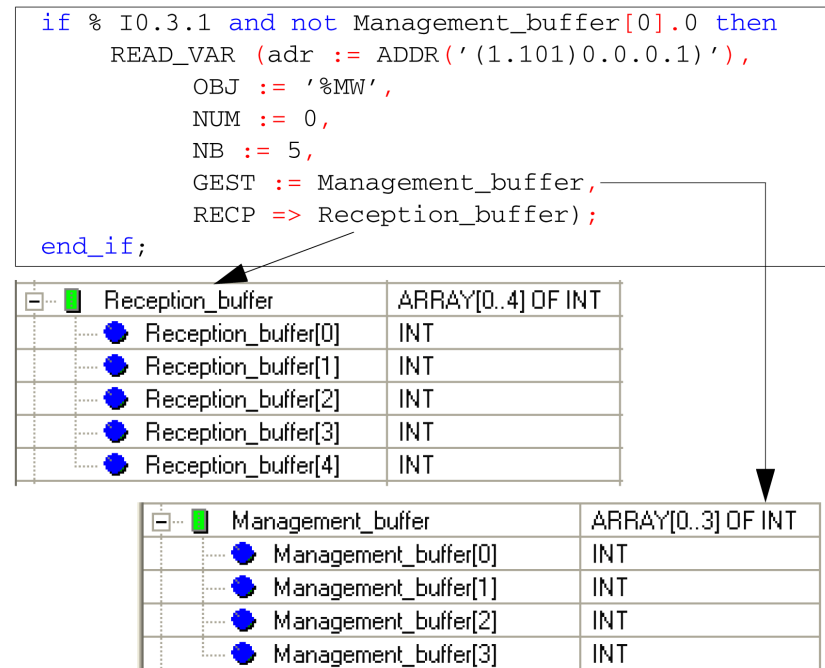 if % I0.3.1 and not Management_buffer[0].0 then
READ_VAR (adr := ADDR('(1.101)0.0.0.1)'),
OBJ := '%MW',
NUM := 0,
NB := 5,
GEST := Management_buffer,
RECP => Reception_buffer);
end_if;
Reception_buffer ARRAY[0..4] OF INT
Reception_buffer[0] INT
Reception_buffer[1] INT
Reception_buffer[2] INT
Reception_buffer[3] INT
Reception_buffer[4] INT
Management_buffer ARRAY[0..3] OF INT
Management_buffer[0] INT
Management_buffer[1] INT
Management_buffer[2] INT
Management_buffer[3] INT